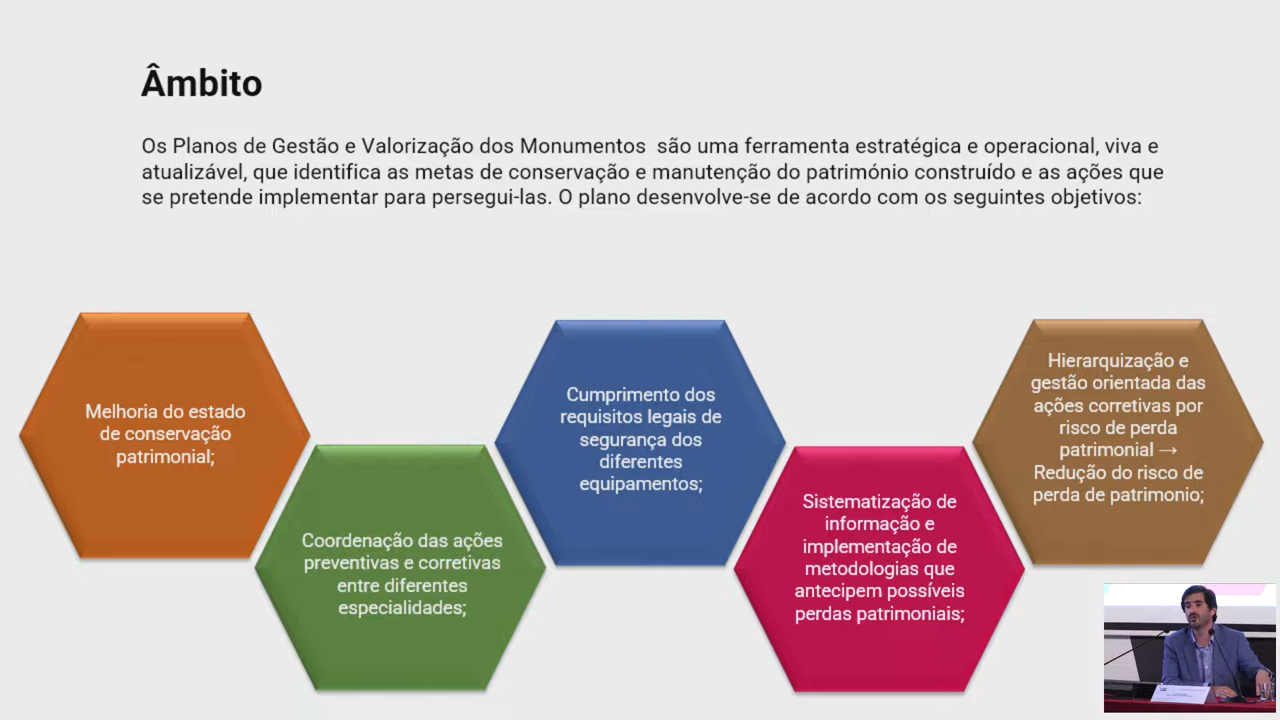 Âmbito
Os Planos de Gestão e Valorização dos Monumentos  são uma ferramenta estratégica e operacional, viva e
atualizável, que identifica as metas de conservação e manutenção do património construído e as ações que
se pretende implementar para persegui-las. O plano desenvolve-se de acordo com os seguintes objetivos:
Melhoria do estado
de conservação
patrimonial;
Coordenação das ações
preventivas e corretivas
entre diferentes
especialidades;
Cumprimento dos
requisitos legais de
segurança dos
diferentes
equipamentos;
Sistematização de
informação e
implementação de
metodologias que
antecipem possíveis
perdas patrimoniais;
Hierarquização e
gestão orientada das
ações corretivas por
risco de perda
patrimonial →
Redução do risco de
perda de patrimonio;